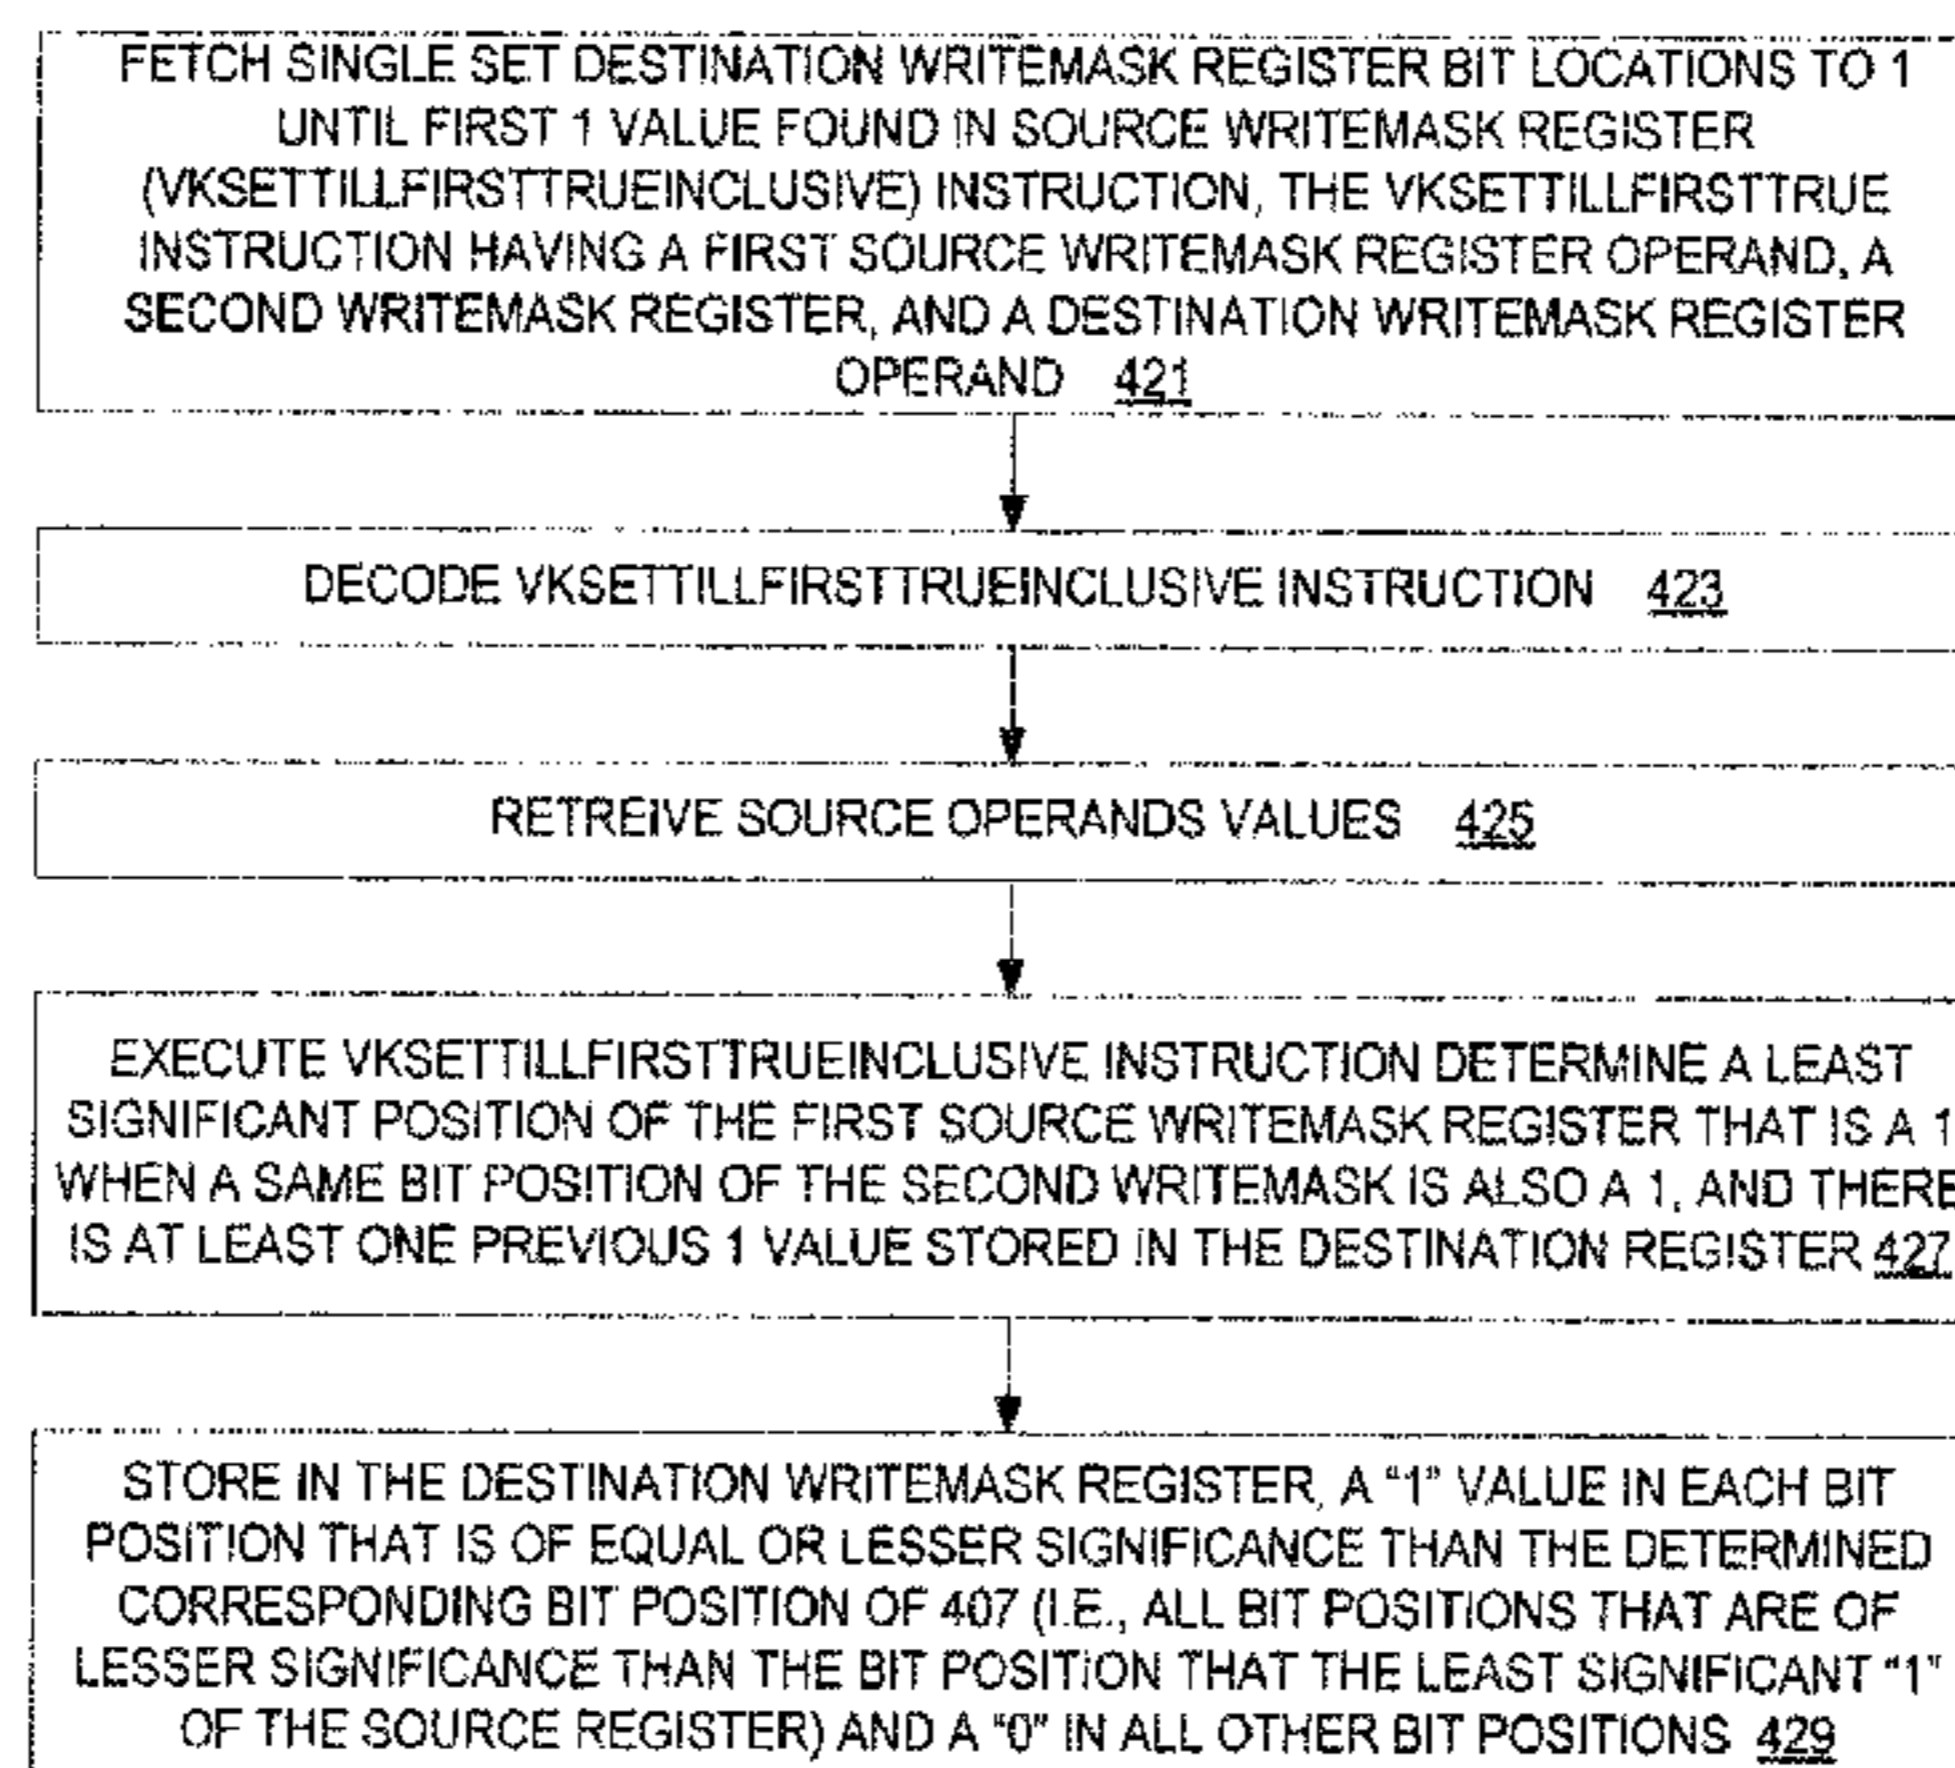 FETCH SINGLE SET DESTINATION WRITEMASK REGISTER BIT LOCATIONS TO 1
UNTIL FIRST 1 VALUE FOUND IN SOURCE WRITEMASK REGISTER
(VKSETTILLFIRSTTRUEINCLUSIVE) INSTRUCTION, THE VKSETTILLFIRSTTRUE
INSTRUCTION HAVING A FIRST SOURCE WRITEMASK REGISTER OPERAND, A
SECOND WRITEMASK REGISTER, AND A DESTINATION WRITEMASK REGISTER
OPERAND 421
DECODE VKSETTILLFIRSTTRUEINCLUSIVE INSTRUCTION 423
RETREIVE SOURCE OPERANDS VALUES 425
EXECUTE VKSETTILLFIRSTTRUEINCLUSIVE INSTRUCTION DETERMINE A LEAST
SIGNIFICANT POSITION OF THE FIRST SOURCE WRITEMASK REGISTER THAT IS A 1
WHEN A SAME BIT POSITION OF THE SECOND WRITEMASK IS ALSO A 1, AND THERE
IS AT LEAST ONE PREVIOUS 1 VALUE STORED IN THE DESTINATION REGISTER 427
STORE IN THE DESTINATION WRITEMASK REGISTER, A “1” VALUE IN EACH BIT
POSITION THAT IS OF EQUAL OR LESSER SIGNIFICANCE THAN THE DETERMINED
CORRESPONDING BIT POSITION OF 407 (I.E., ALL BIT POSITIONS THAT ARE OF
LESSER SIGNIFICANCE THAN THE BIT POSITION THAT THE LEAST SIGNIFICANT “1”
OF THE SOURCE REGISTER) AND A “0” IN ALL OTHER BIT POSITIONS 429